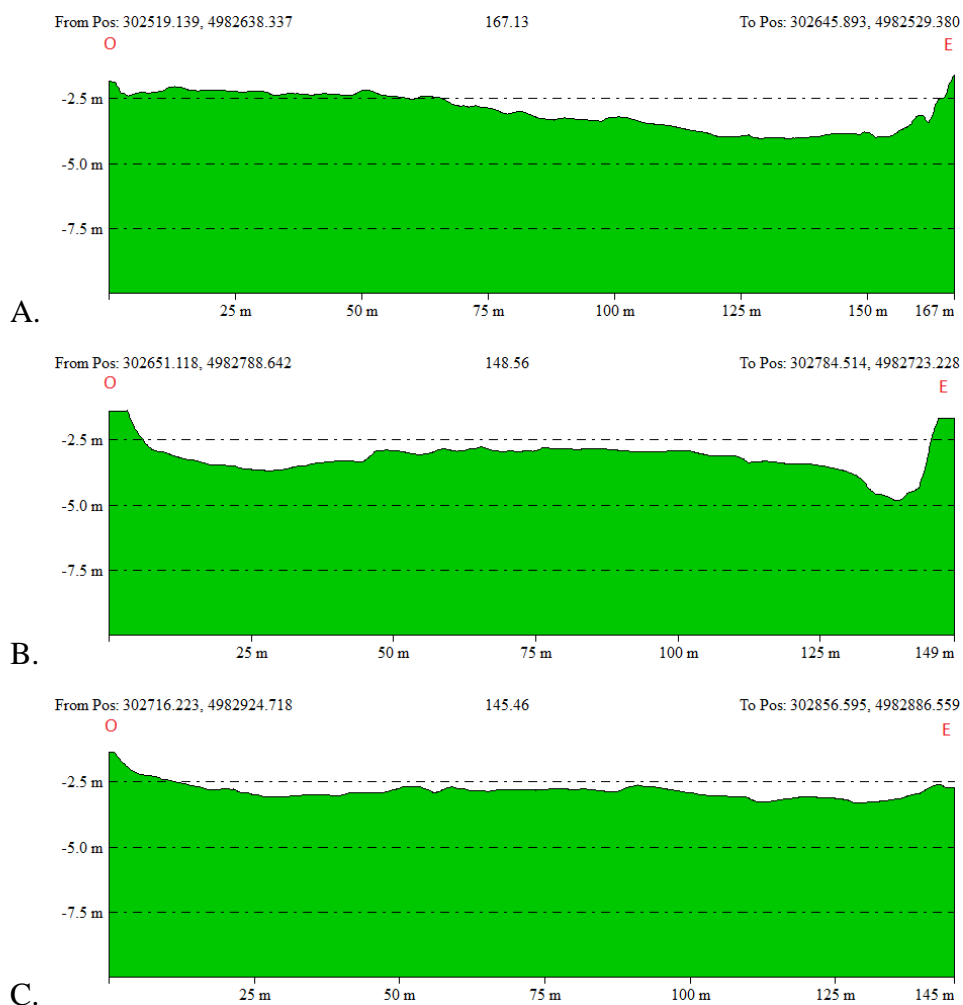 From Pos: 302519.139, 4982638.337 167.13 To Pos: 302645.893, 4982529.380
O E
-2.5 m
-5.0 m
-7.5 m
A.
25 m 50 m 75 m 100 m 125 m 150 m 167 m
From Pos: 302651.118, 4982788.642 148.56 To Pos: 302784.514, 4982723.228
O E
-2.5 m
-5.0 m
-7.5 m
B.
25 m 50 m 75 m 100 m 125 m 149 m
From Pos: 302716.223, 4982924.718 145.46 To Pos: 302856.595, 4982886.559
O E
-2.5 m
-5.0 m
-7.5 m
C.
25 m 50 m 75 m 100 m 125 m 145 m